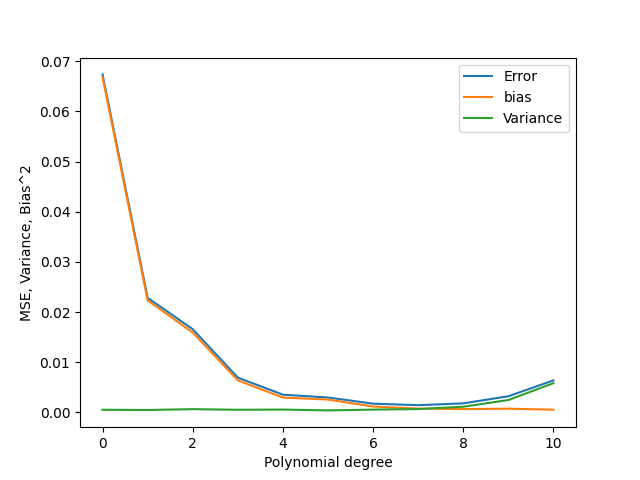 Error
bias
Variance
0.07
0.06
0.05
0.04
0.03
0.02
0.01
0.00
MSE, Variance, Bias^2
0 2 4 6 8 10
Polynomial degree